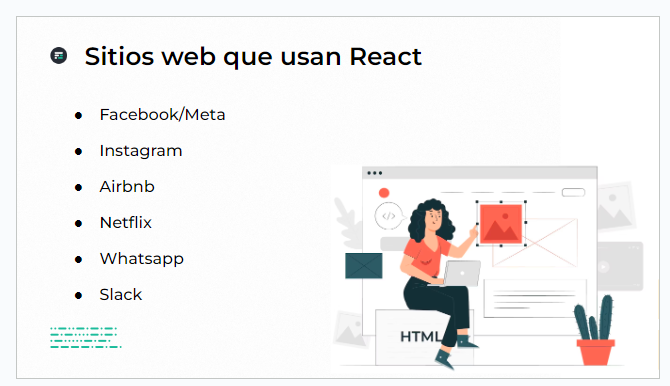 Sitios web que usan React
Facebook/Meta
Instagram
Airbnb
Netflix
Whatsapp
Slack
</>
HTML